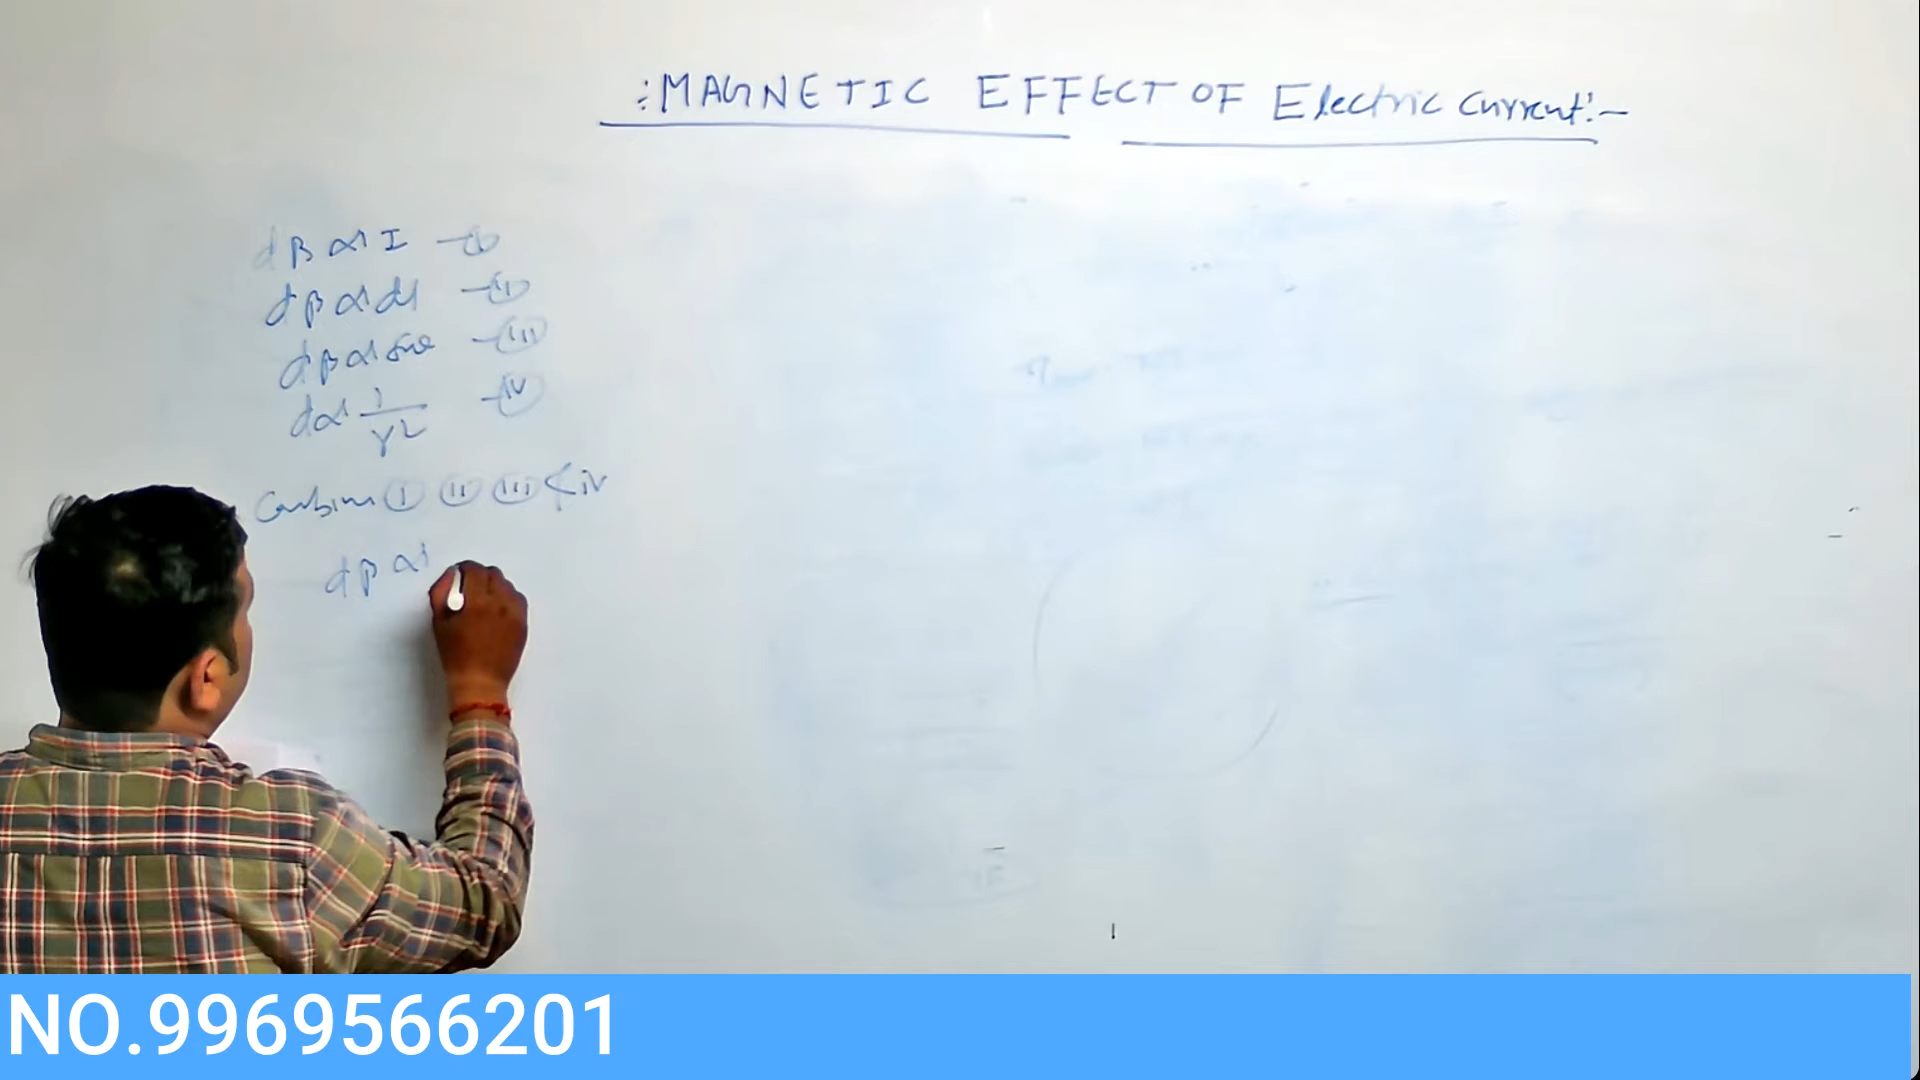 :MAGNETIC EFFECT OF Electric Current:-
dB α I —(i)
dB α dl —(ii)
dB α sinθ —(iii)
dα 1/r2 —(iv)
Combine (i) (ii) (iii) & iv
dB α
NO.9969566201